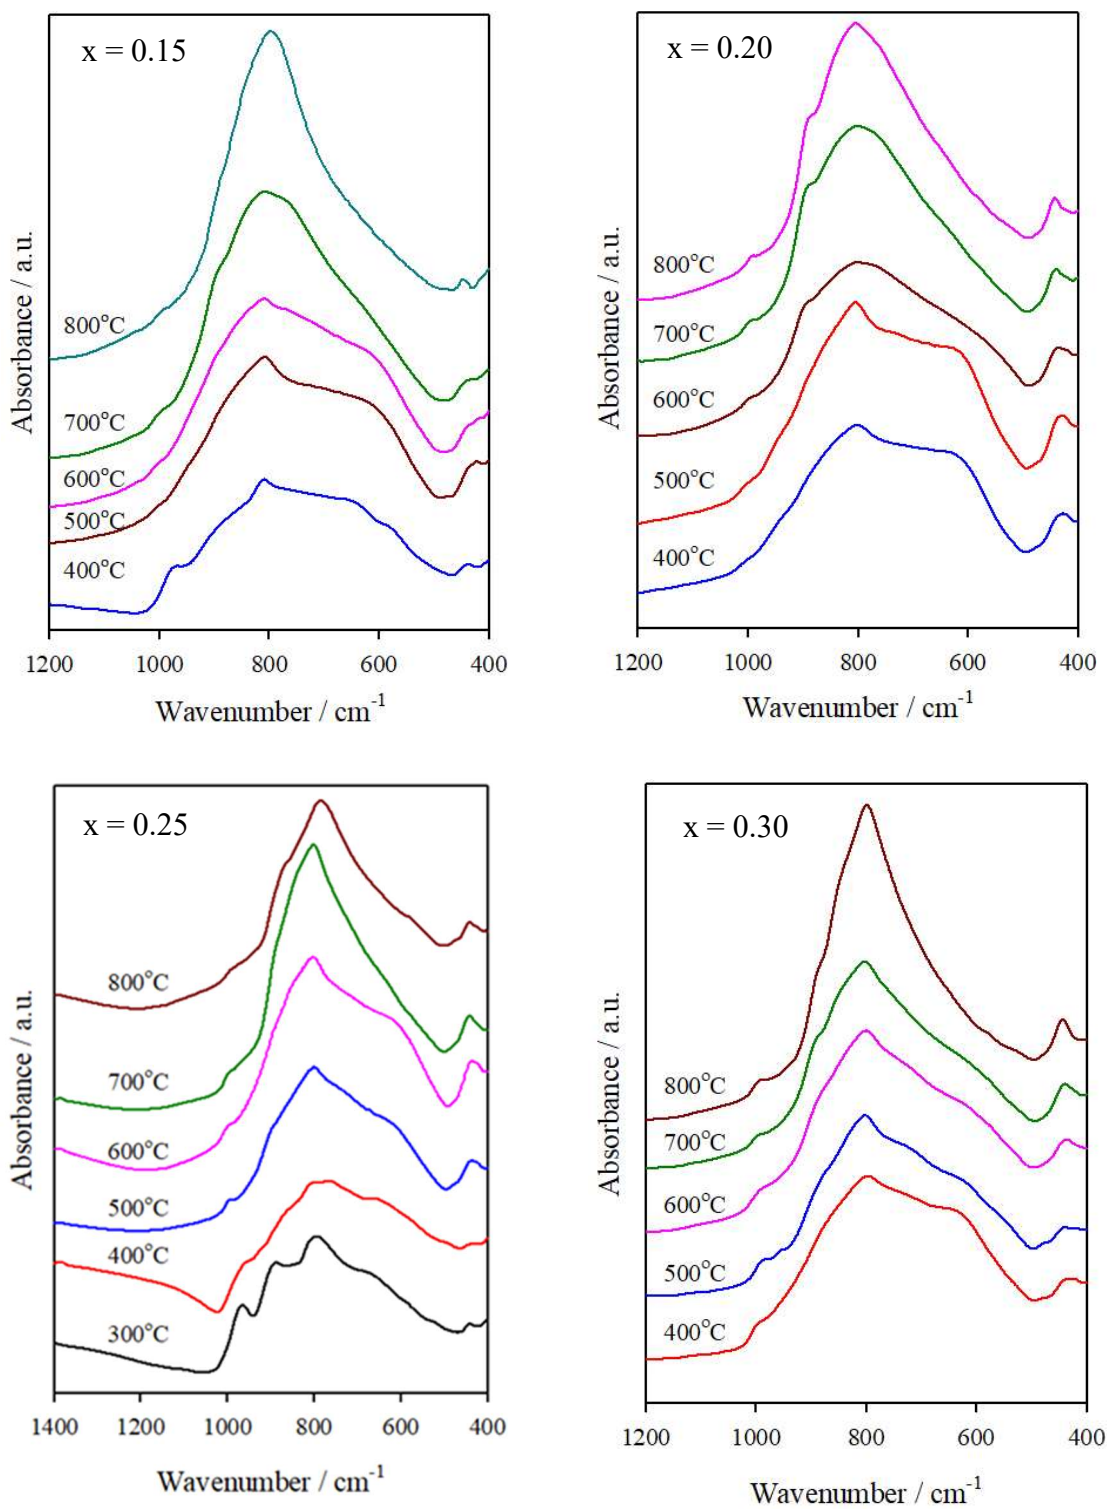 x = 0.15
800°C
700°C
600°C
500°C
400°C
Absorbance / a.u.
1200 1000 800 600 400
Wavenumber / cm-1
x = 0.20
800°C
700°C
600°C
500°C
400°C
Absorbance / a.u.
1200 1000 800 600 400
Wavenumber / cm-1
x = 0.25
800°C
700°C
600°C
500°C
400°C
300°C
Absorbance / a.u.
1400 1200 1000 800 600 400
Wavenumber / cm-1
x = 0.30
800°C
700°C
600°C
500°C
400°C
Absorbance / a.u.
1200 1000 800 600 400
Wavenumber / cm-1